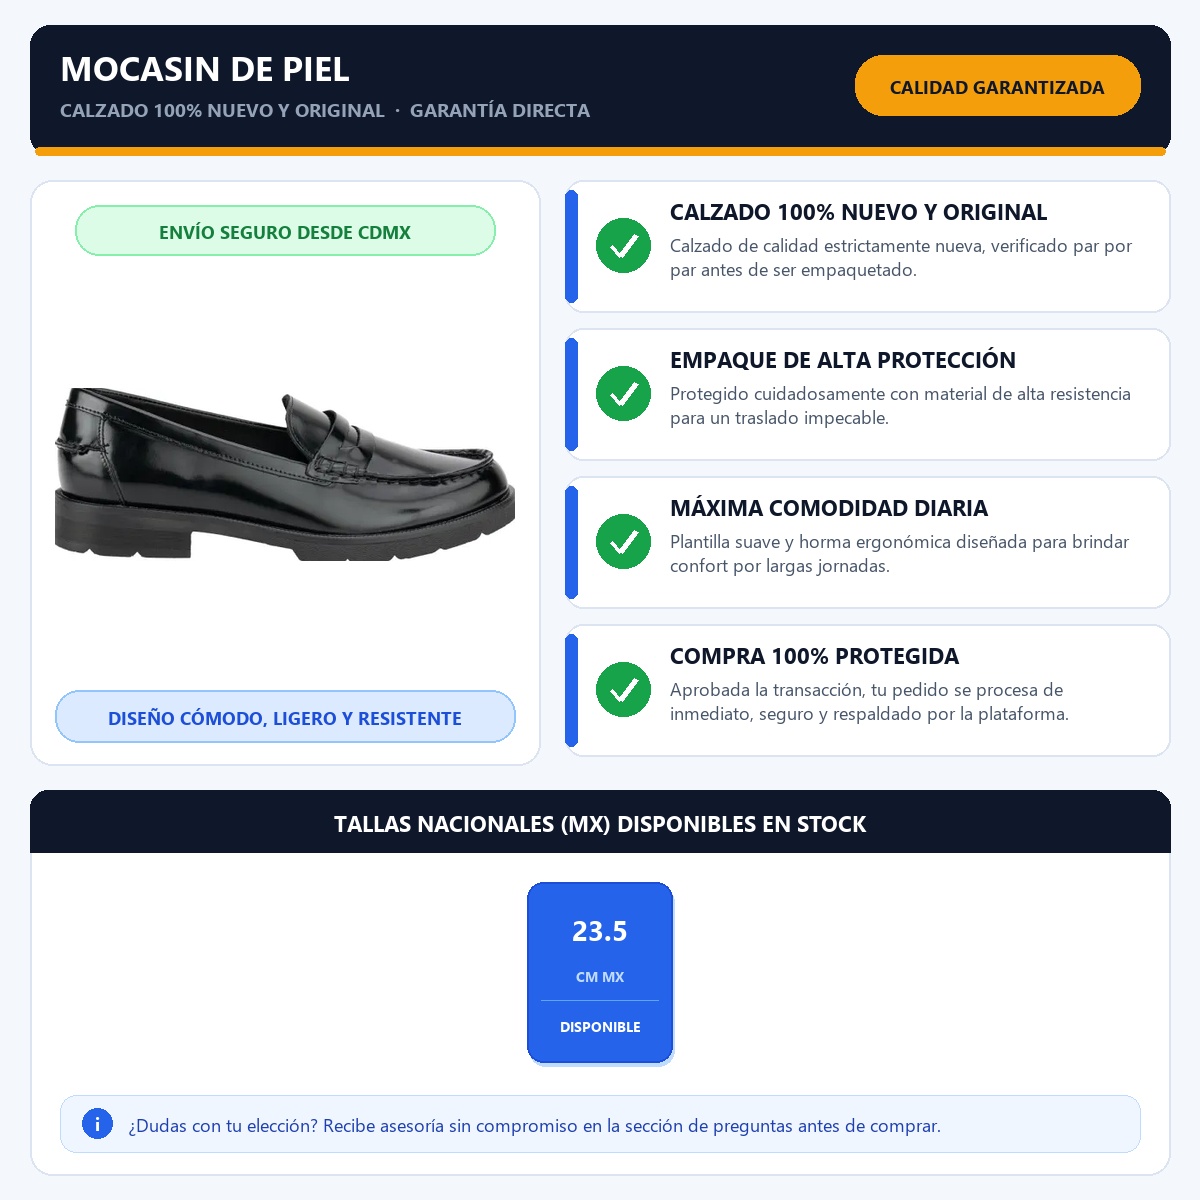 MOCASIN DE PIEL
CALZADO 100% NUEVO Y ORIGINAL · GARANTÍA DIRECTA
CALIDAD GARANTIZADA
ENVÍO SEGURO DESDE CDMX
DISEÑO CÓMODO, LIGERO Y RESISTENTE
CALZADO 100% NUEVO Y ORIGINAL
Calzado de calidad estrictamente nueva, verificado par por
par antes de ser empaquetado.
EMPAQUE DE ALTA PROTECCIÓN
Protegido cuidadosamente con material de alta resistencia
para un traslado impecable.
MÁXIMA COMODIDAD DIARIA
Plantilla suave y horma ergonómica diseñada para brindar
confort por largas jornadas.
COMPRA 100% PROTEGIDA
Aprobada la transacción, tu pedido se procesa de
inmediato, seguro y respaldado por la plataforma.
TALLAS NACIONALES (MX) DISPONIBLES EN STOCK
23.5
CM MX
DISPONIBLE
¿Dudas con tu elección? Recibe asesoría sin compromiso en la sección de preguntas antes de comprar.